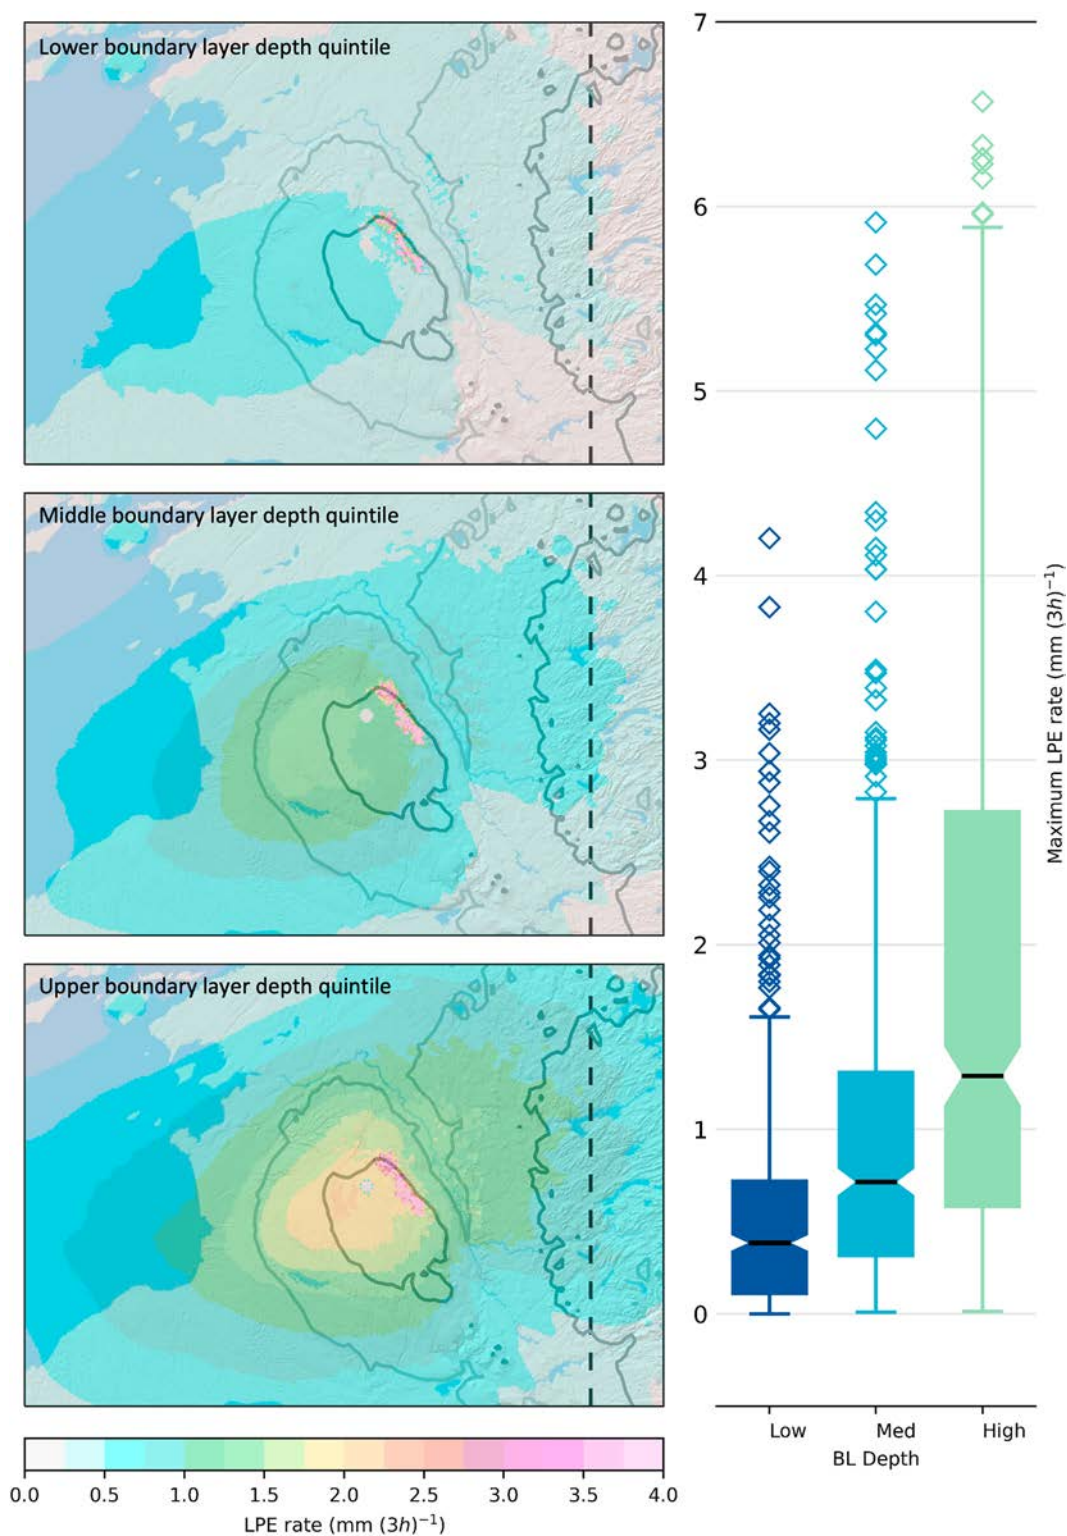 Lower boundary layer depth quintile
Middle boundary layer depth quintile
Upper boundary layer depth quintile
0.0 0.5 1.0 1.5 2.0 2.5 3.0 3.5 4.0
LPE rate (mm (3h)⁻¹)
7
6
5
4
3
2
1
0
Low Med High
BL Depth
Maximum LPE rate (mm (3h)⁻¹)